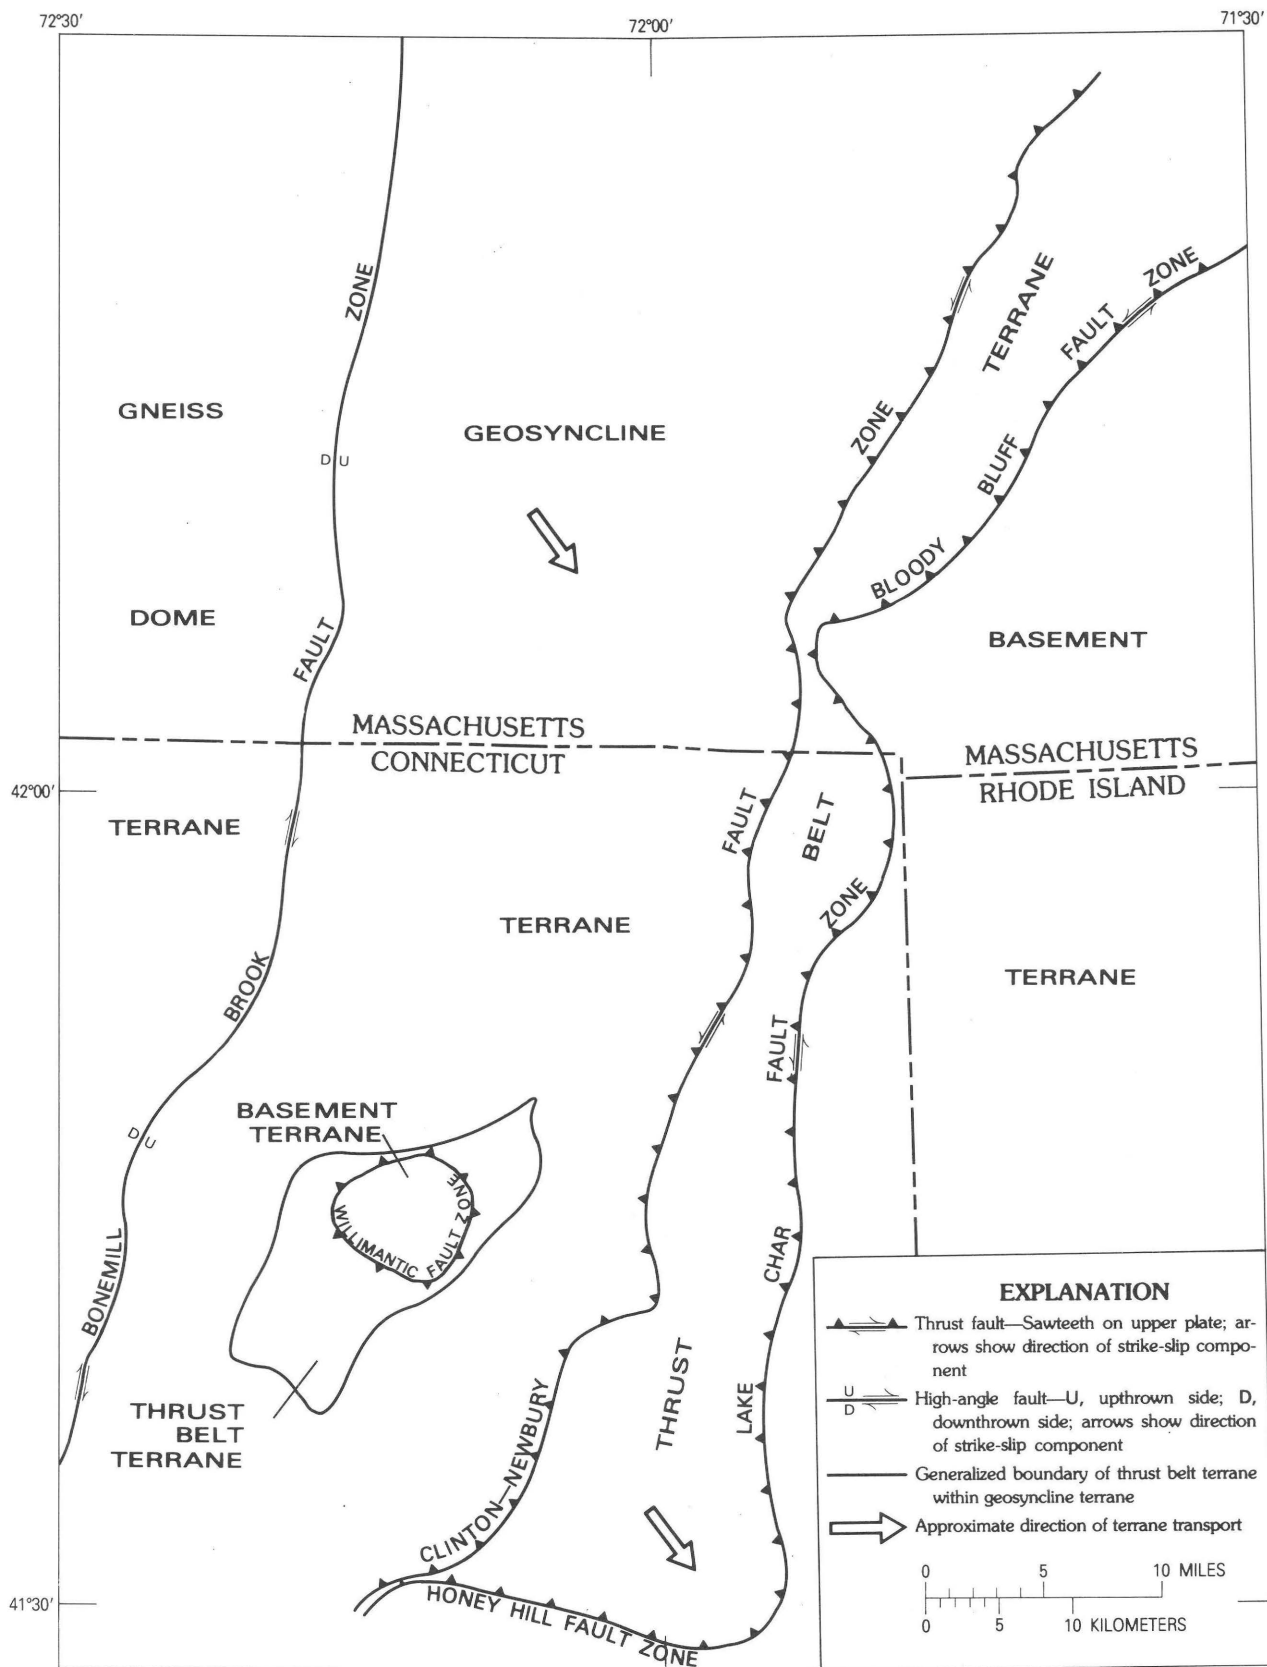 72°30′
72°00′
71°30′
ZONE
TERRANE
ZONE
FAULT
GNEISS
GEOSYNCLINE
ZONE
BLUFF
D U
BLOODY
DOME
FAULT
BASEMENT
MASSACHUSETTS
CONNECTICUT
MASSACHUSETTS
RHODE ISLAND
42°00′
TERRANE
FAULT
BELT
ZONE
TERRANE
TERRANE
BROOK
FAULT
BASEMENT
TERRANE
D U
WILLIMANTIC FAULT ZONE
BONEMILL
CHAR
THRUST
LAKE
THRUST
BELT
TERRANE
CLINTON—NEWBURY
HONEY HILL FAULT ZONE
41°30′
EXPLANATION
Thrust fault—Sawteeth on upper plate; ar-
rows show direction of strike-slip compo-
nent
U
D
High-angle fault—U, upthrown side; D,
downthrown side; arrows show direction
of strike-slip component
Generalized boundary of thrust belt terrane
within geosyncline terrane
Approximate direction of terrane transport
0 5 10 MILES
0 5 10 KILOMETERS